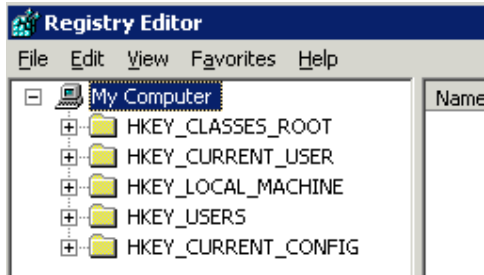 Registry Editor
File Edit View Favorites Help
My Computer Name
HKEY_CLASSES_ROOT
HKEY_CURRENT_USER
HKEY_LOCAL_MACHINE
HKEY_USERS
HKEY_CURRENT_CONFIG